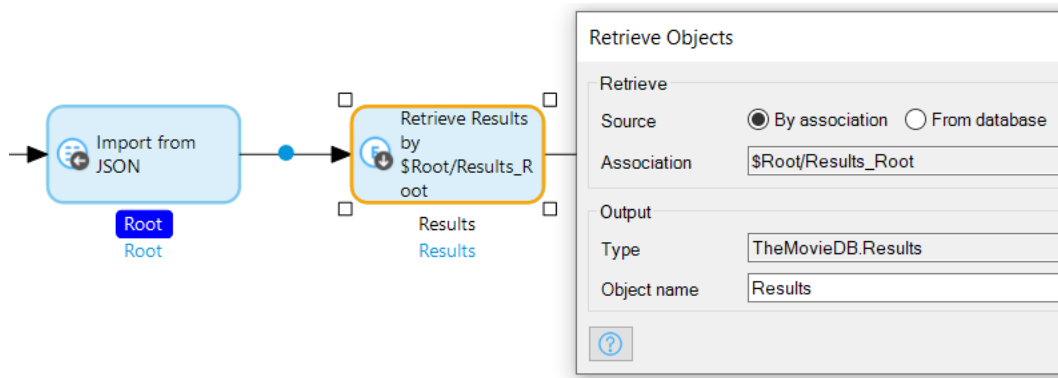 Import from
JSON
Root
Root
Retrieve Results
by
$Root/Results_R
oot
Results
Results
Retrieve Objects
Retrieve
Source
By association
From database
Association
$Root/Results_Root
Output
Type
TheMovieDB.Results
Object name
Results
?